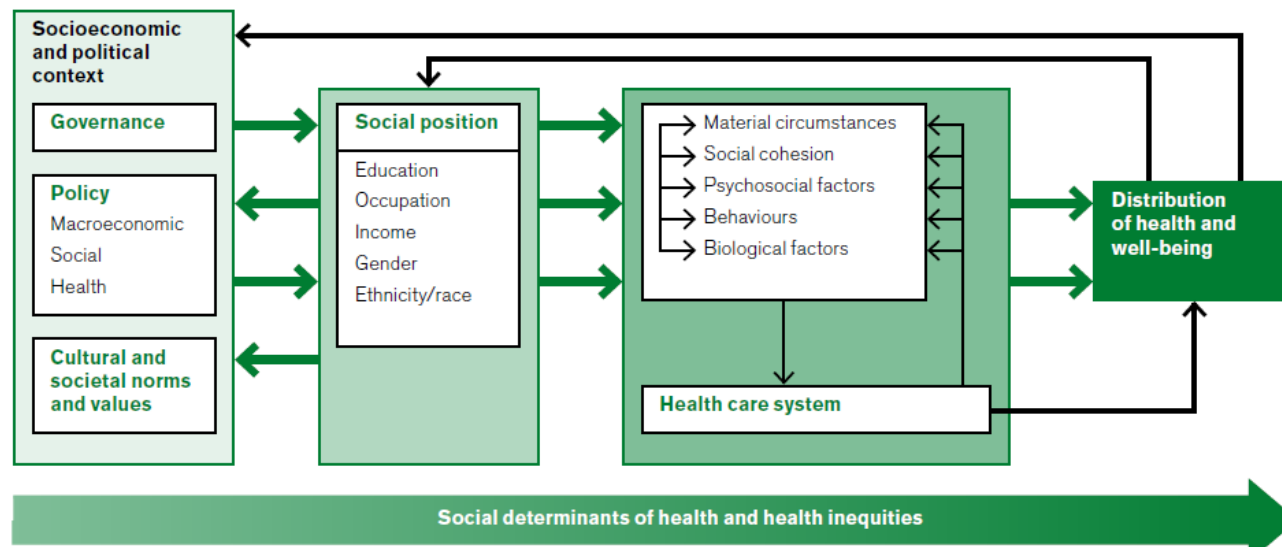 Socioeconomic
and political
context
Governance
Policy
Macroeconomic
Social
Health
Cultural and
societal norms
and values
Social position
Education
Occupation
Income
Gender
Ethnicity/race
Material circumstances
Social cohesion
Psychosocial factors
Behaviours
Biological factors
Health care system
Distribution
of health and
well-being
Social determinants of health and health inequities